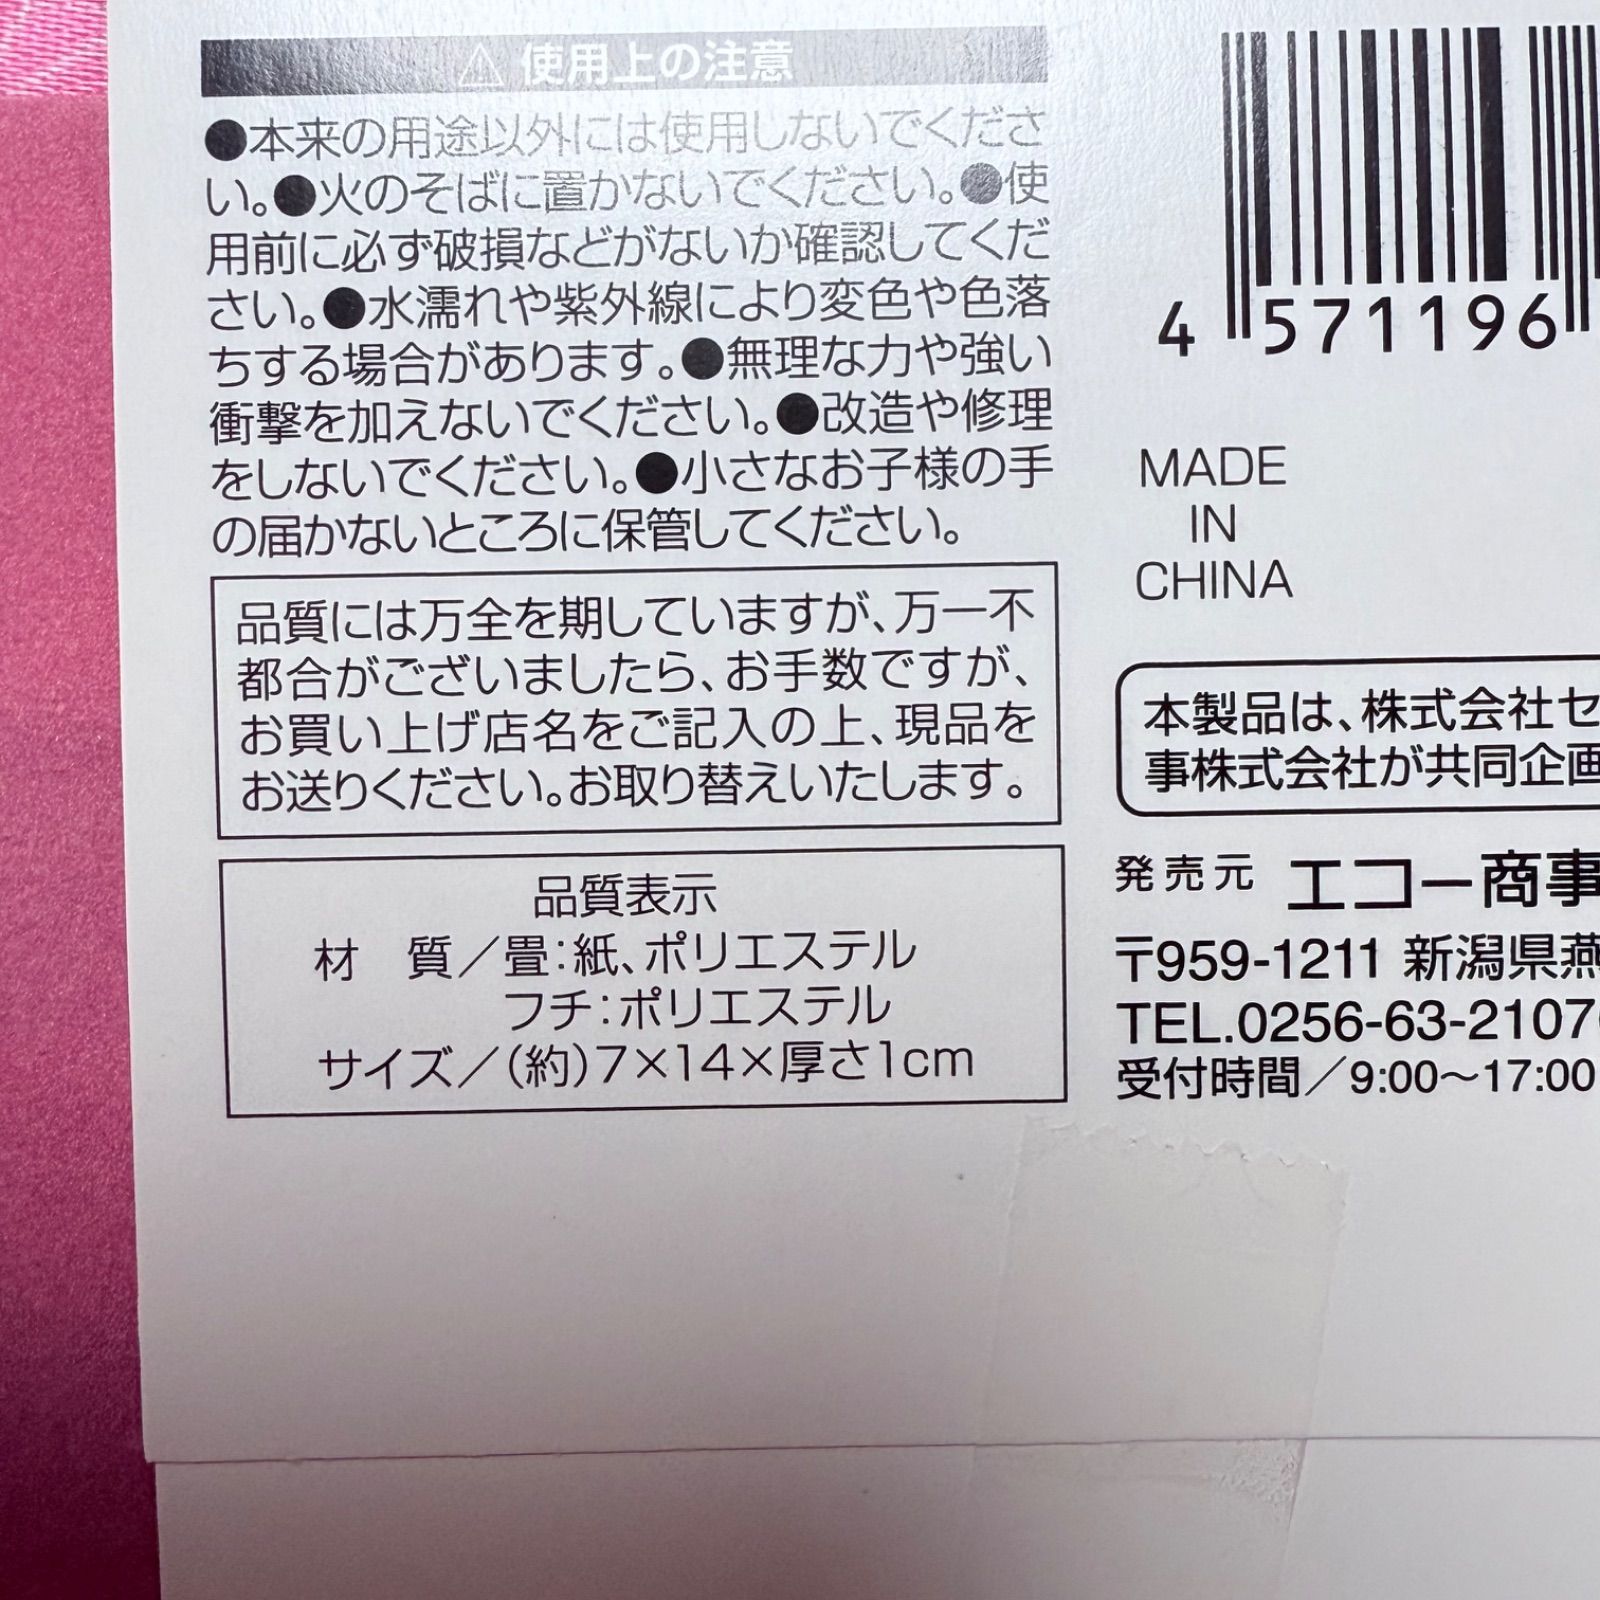 ⚠ 使用上の注意
●本来の用途以外には使用しないでくださ
い。●火のそばに置かないでください。●使
用前に必ず破損などがないか確認してくだ
さい。●水濡れや紫外線により変色や色落
ちする場合があります。●無理な力や強い
衝撃を加えないでください。●改造や修理
をしないでください。●小さなお子様の手
の届かないところに保管してください。
品質には万全を期していますが、万一不
都合がございましたら、お手数ですが、
お買い上げ店名をご記入の上、現品を
お送りください。お取り替えいたします。
品質表示
材 質／畳:紙、ポリエステル
フチ:ポリエステル
サイズ／(約)7×14×厚さ1cm
4 571196
MADE
IN
CHINA
本製品は、株式会社セ
事株式会社が共同企画
発売元 エコー商事
〒959-1211 新潟県燕
TEL.0256-63-2107
受付時間／9:00～17:00